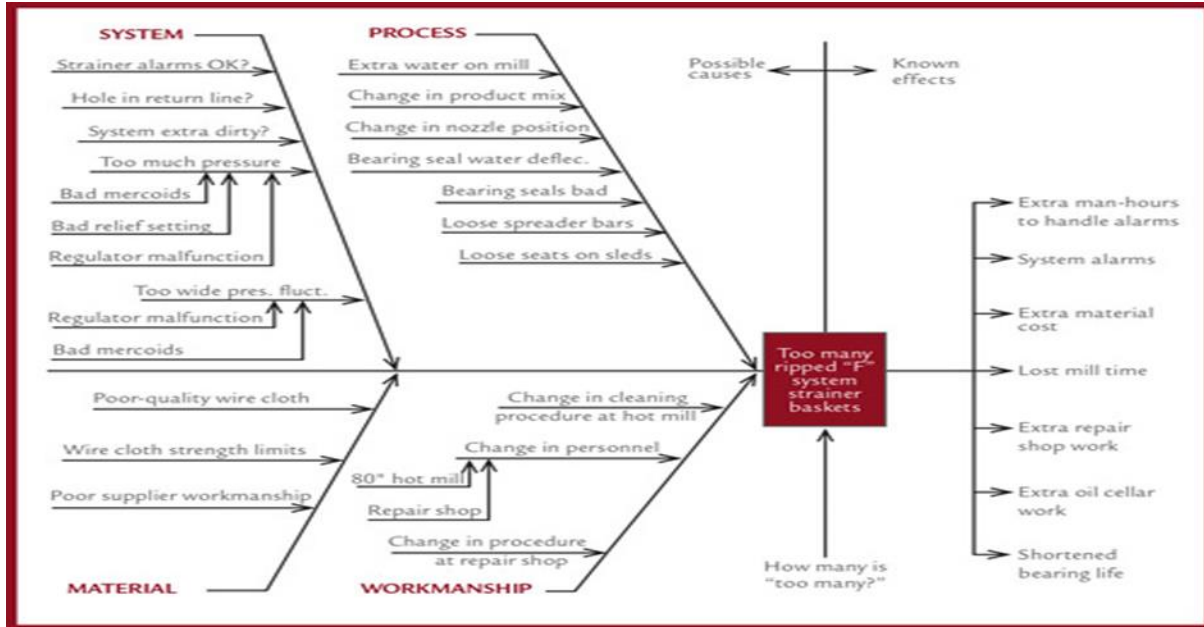 SYSTEM
Strainer alarms OK?
Hole in return line?
System extra dirty?
Too much pressure
Bad mercoids
Bad relief setting
Regulator malfunction
Too wide pres. fluct.
Regulator malfunction
Bad mercoids
PROCESS
Extra water on mill
Change in product mix
Change in nozzle position
Bearing seal water deflec.
Bearing seals bad
Loose spreader bars
Loose seats on sleds
Possible
causes
Known
effects
Poor-quality wire cloth
Wire cloth strength limits
Poor supplier workmanship
MATERIAL
Change in cleaning
procedure at hot mill
Change in personnel
80" hot mill
Repair shop
Change in procedure
at repair shop
WORKMANSHIP
Too many
ripped "F"
system
strainer
baskets
How many is
"too many?"
Extra man-hours
to handle alarms
System alarms
Extra material
cost
Lost mill time
Extra repair
shop work
Extra oil cellar
work
Shortened
bearing life